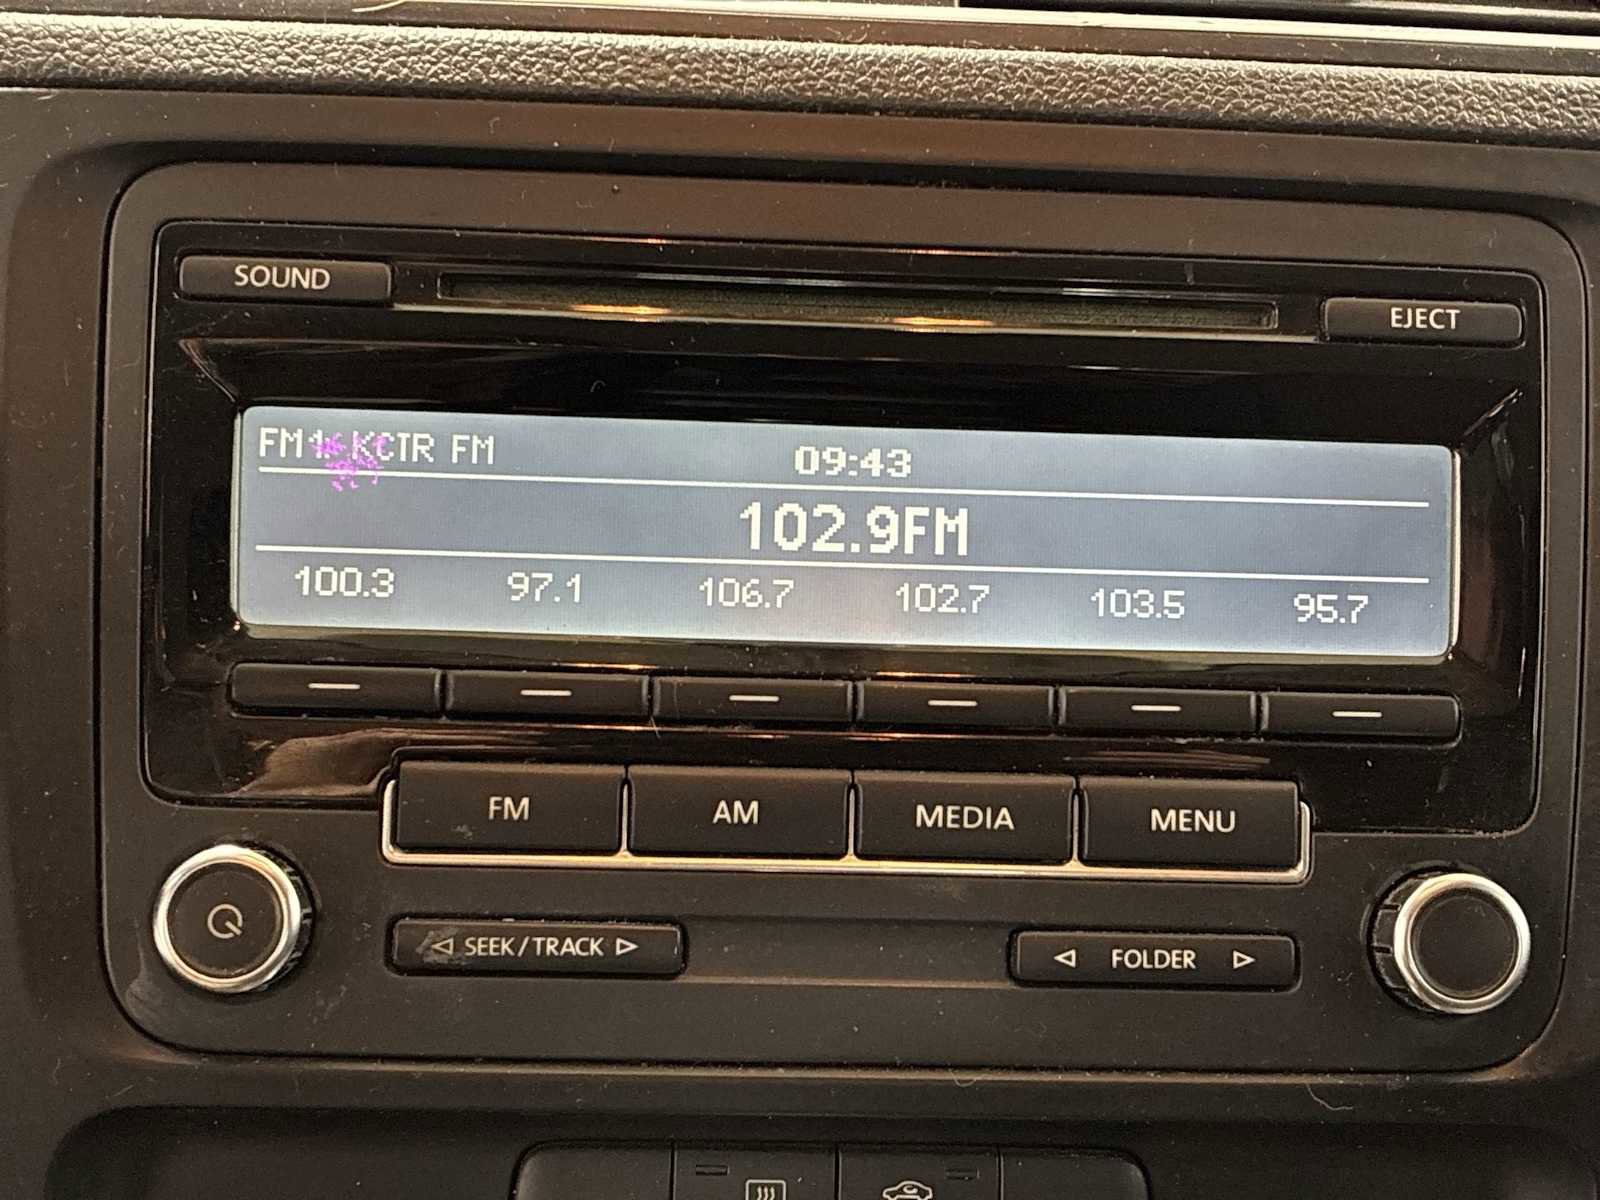 SOUND
EJECT
FM1: KCTR FM
09:43
102.9FM
100.3 97.1 106.7 102.7 103.5 95.7
FM AM MEDIA MENU
SEEK/TRACK
FOLDER